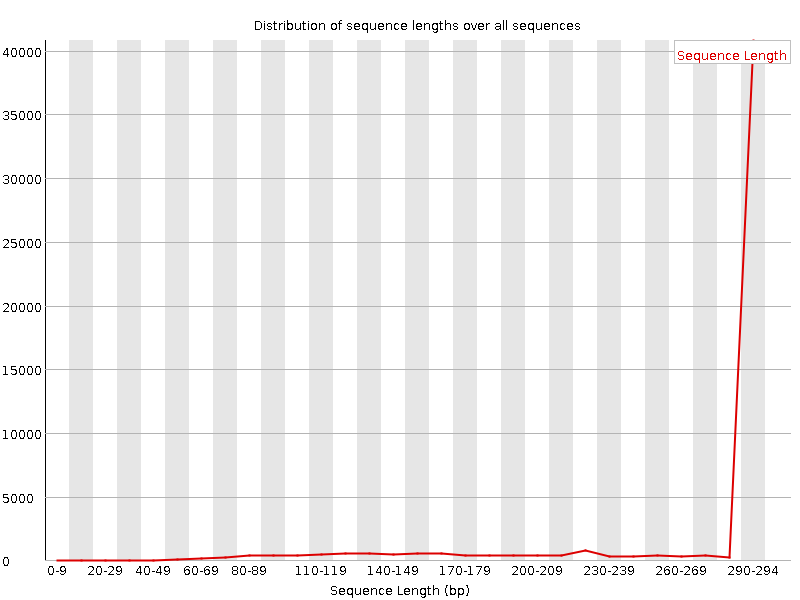 Distribution of sequence lengths over all sequences
Sequence Length
40000
35000
30000
25000
20000
15000
10000
5000
0
0-9 20-29 40-49 60-69 80-89 110-119 140-149 170-179 200-209 230-239 260-269 290-294
Sequence Length (bp)